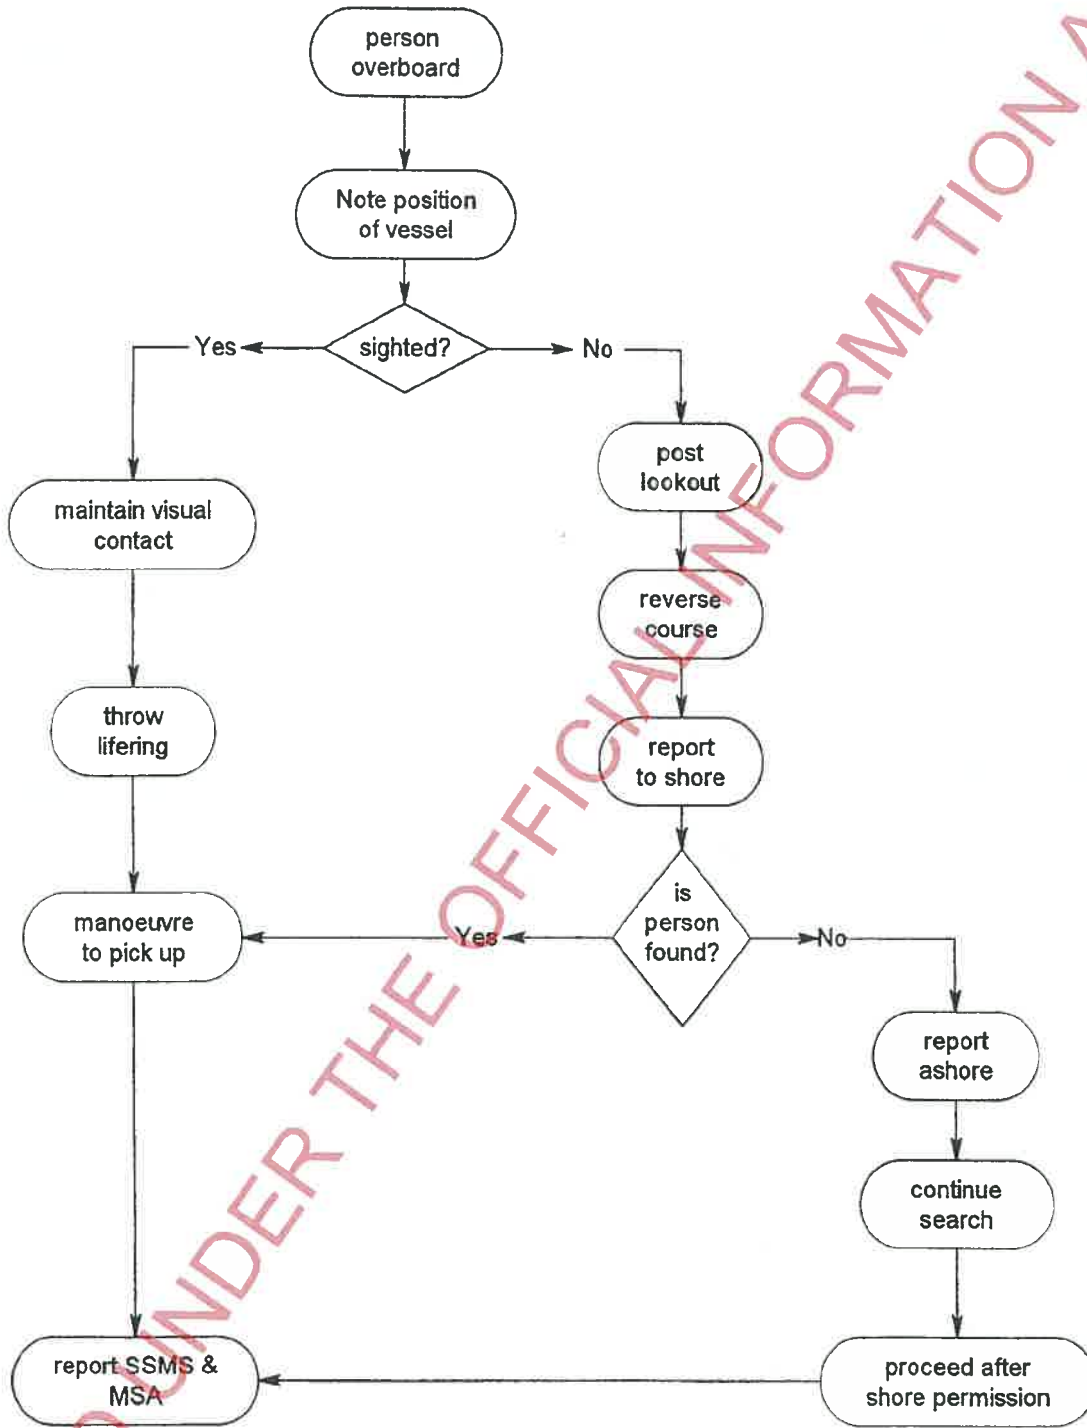 person
overboard
Note position
of vessel
Yes
sighted?
No
post
lookout
maintain visual
contact
reverse
course
throw
lifering
report
to shore
is
person
found?
manoeuvre
to pick up
Yes
No
report
ashore
continue
search
report SSMS &
MSA
proceed after
shore permission
UNDER THE OFFICIAL INFORMATION